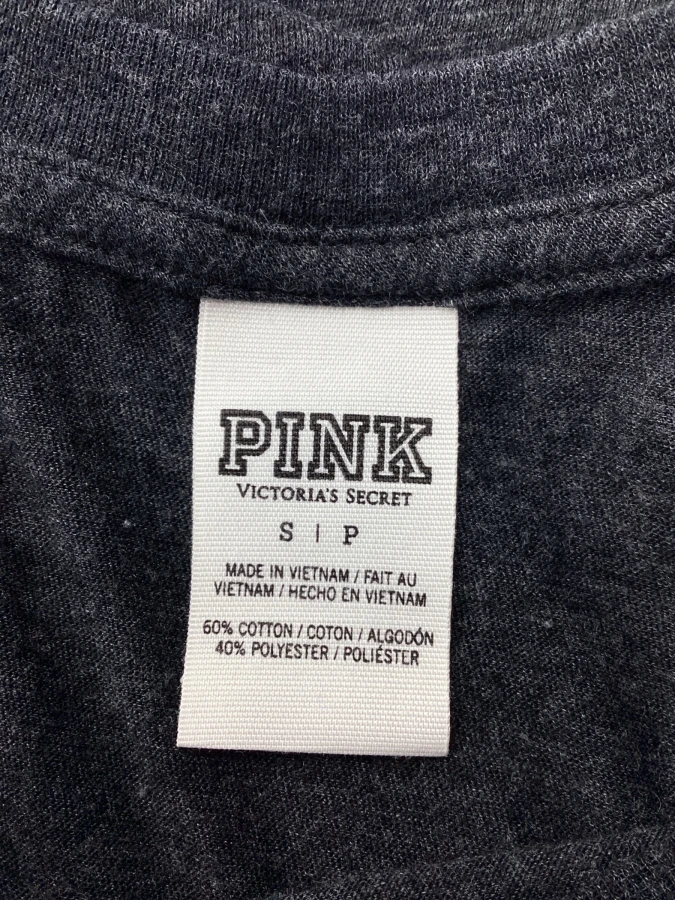 PINK
VICTORIA'S SECRET
S | P
MADE IN VIETNAM / FAIT AU
VIETNAM / HECHO EN VIETNAM
60% COTTON / COTON / ALGODÓN
40% POLYESTER / POLIÉSTER